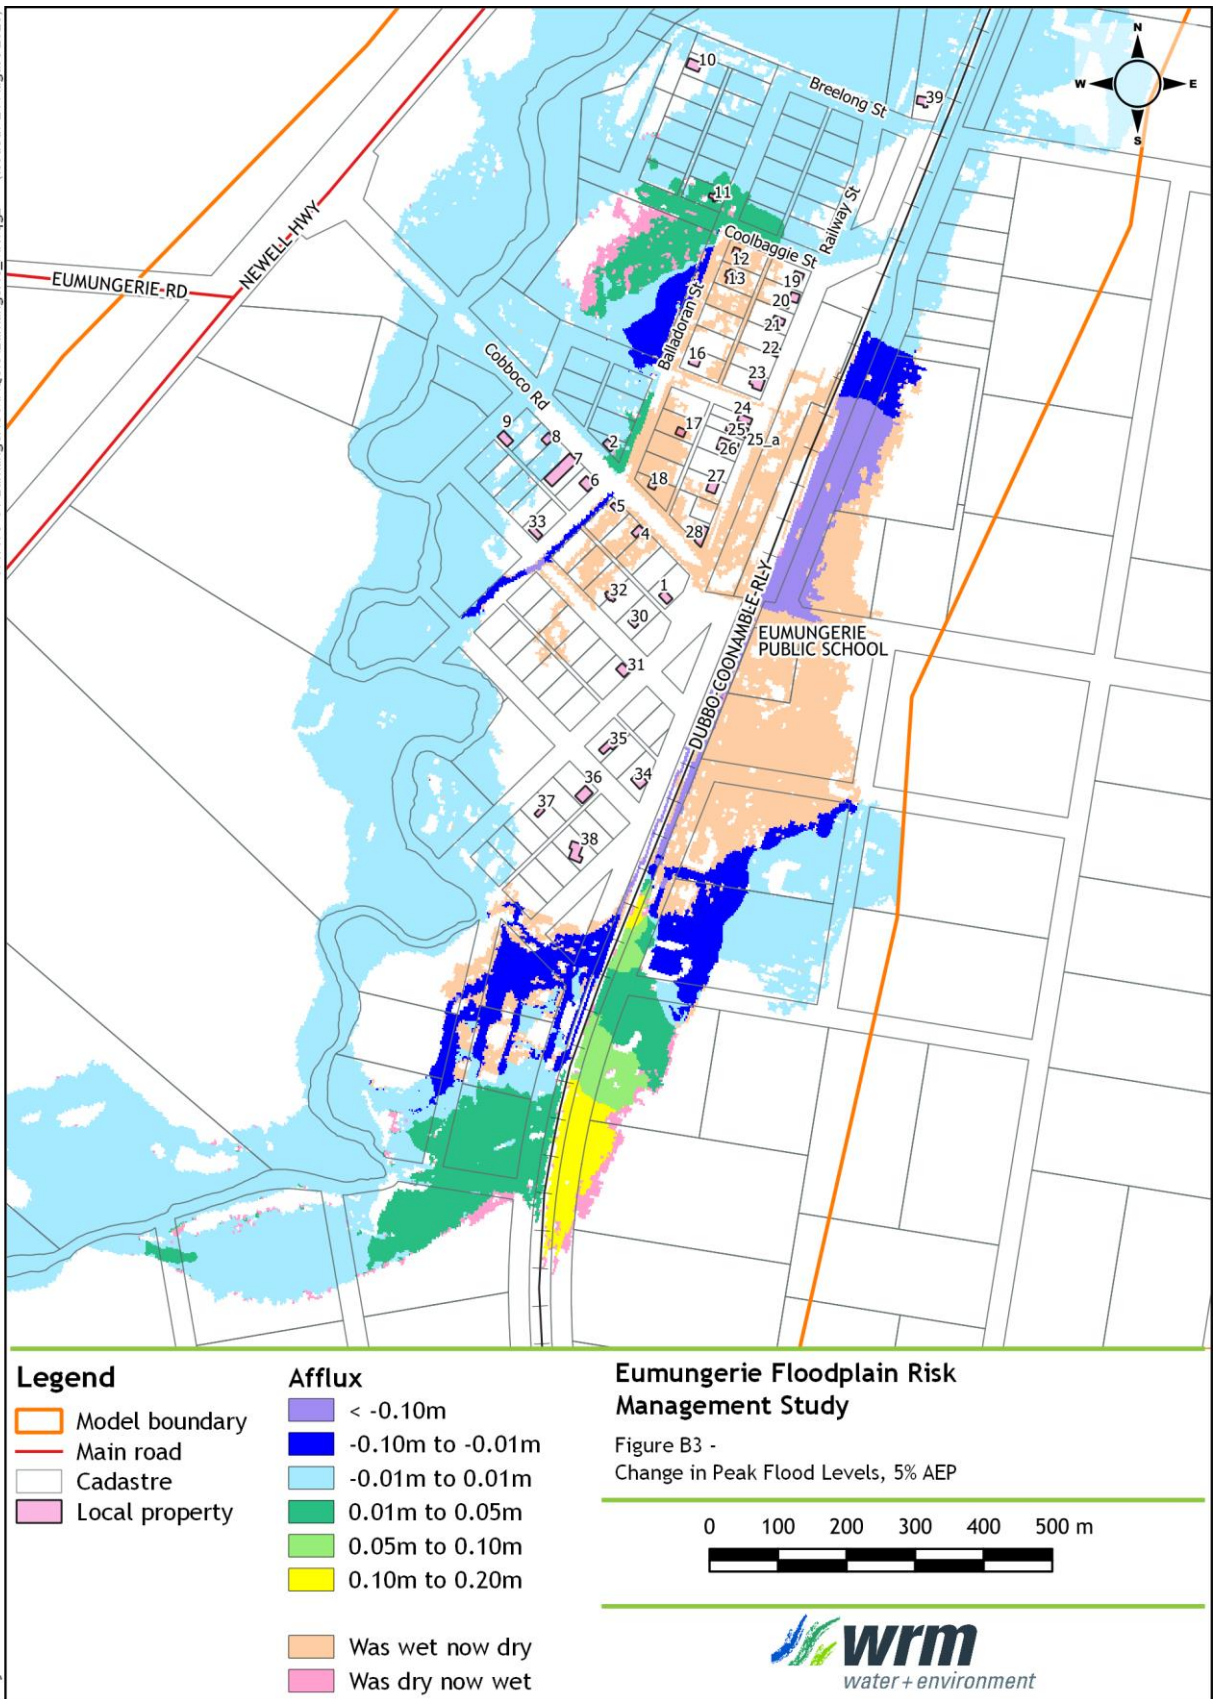 N
W E
S
10
Breelong St
39
11
Railway St
Coolbaggie St
12
13
19
20
21
22
Balladoran St
16
23
NEWELL HWY
EUMUNGERIE RD
Cobboco Rd
9
8
7
6
2
17
24
25
25_a
26
27
18
28
5
4
33
32
1
30
31
EUMUNGERIE
PUBLIC SCHOOL
DUBBO-COONAMBLE-RLY
35
34
36
37
38
Legend
Model boundary
Main road
Cadastre
Local property
Afflux
< -0.10m
-0.10m to -0.01m
-0.01m to 0.01m
0.01m to 0.05m
0.05m to 0.10m
0.10m to 0.20m
Was wet now dry
Was dry now wet
Eumungerie Floodplain Risk
Management Study
Figure B3 -
Change in Peak Flood Levels, 5% AEP
0 100 200 300 400 500 m
wrm
water + environment